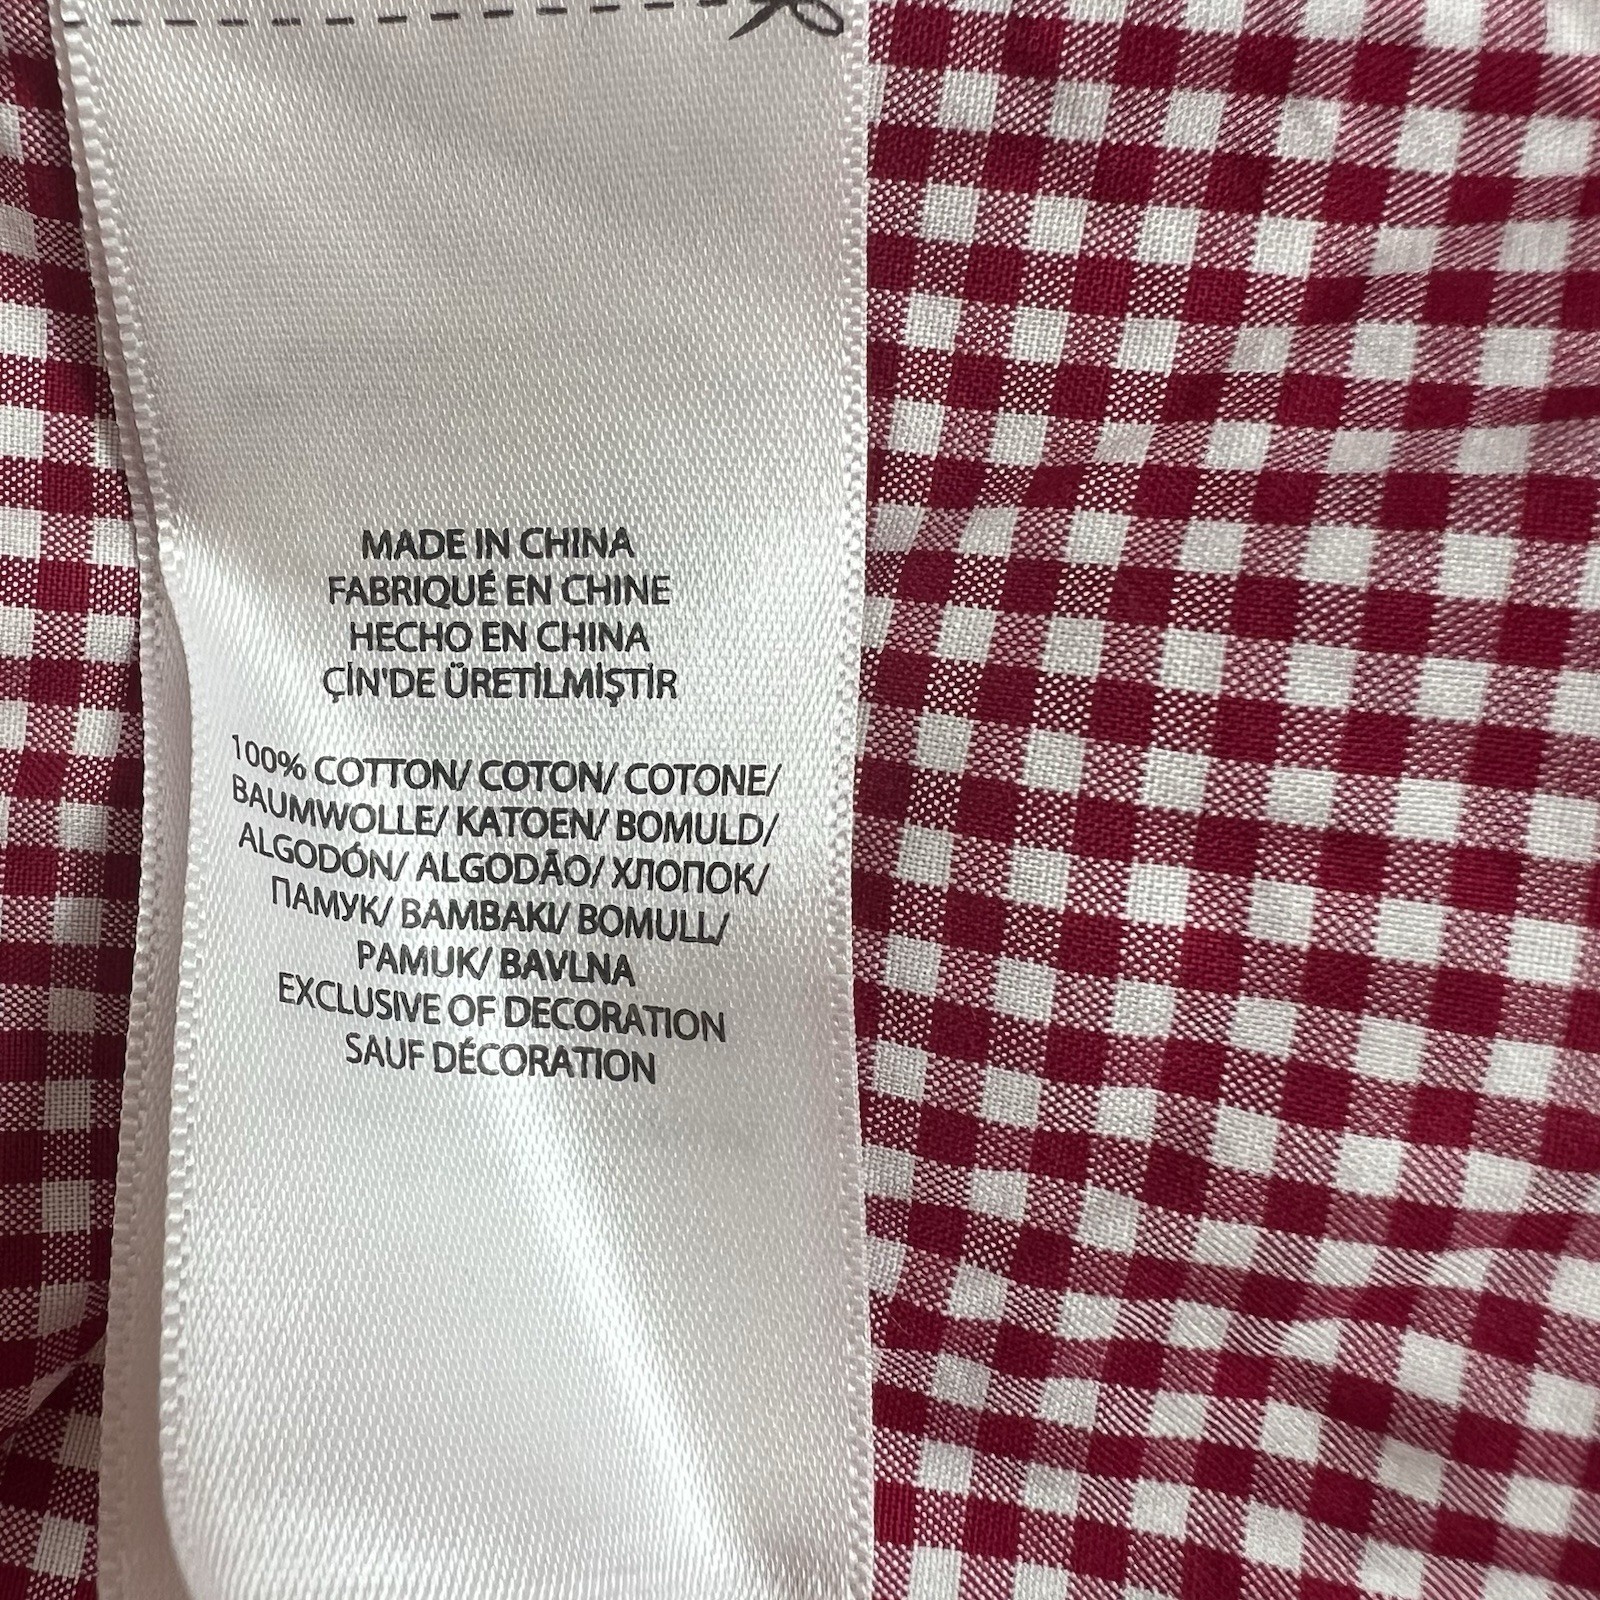 MADE IN CHINA
FABRIQUÉ EN CHINE
HECHO EN CHINA
ÇİN'DE ÜRETİLMİŞTİR
100% COTTON/ COTON/ COTONE/
BAUMWOLLE/ KATOEN/ BOMULD/
ALGODÓN/ ALGODÃO/ ХЛОПОК/
ПАМУК/ BAMBAKI/ BOMULL/
PAMUK/ BAVLNA
EXCLUSIVE OF DECORATION
SAUF DÉCORATION